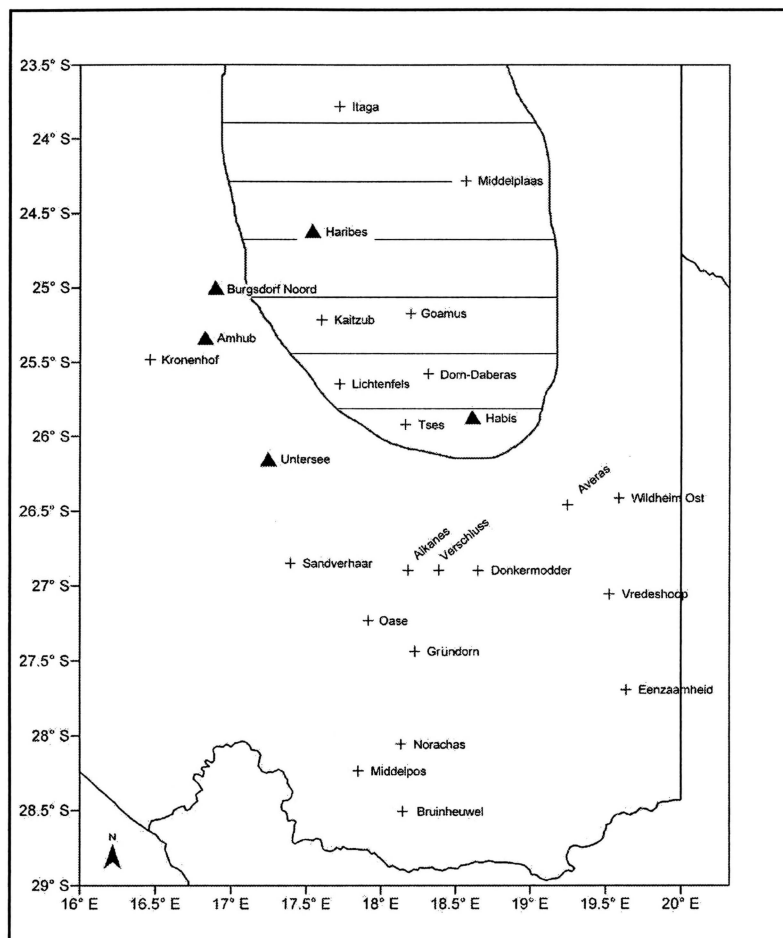 23.5° S
Itaga
24° S
Middelplaas
24.5° S
Haribes
25° S
Burgsdorf Noord
Kaitzub
Goamus
Amhub
25.5° S
Kronenhof
Lichtenfels
Dom-Daberas
26° S
Tses
Habis
Untersee
26.5° S
Averas
Wildheim Ost
Sandverhaar
Alkanes
Verschluss
Donkermodder
27° S
Vredeshoop
Oase
Gründorn
27.5° S
Eenzaamheid
28° S
Norachas
Middelpos
28.5° S
Bruinheuwel
N
29° S
16° E 16.5° E 17° E 17.5° E 18° E 18.5° E 19° E 19.5° E 20° E